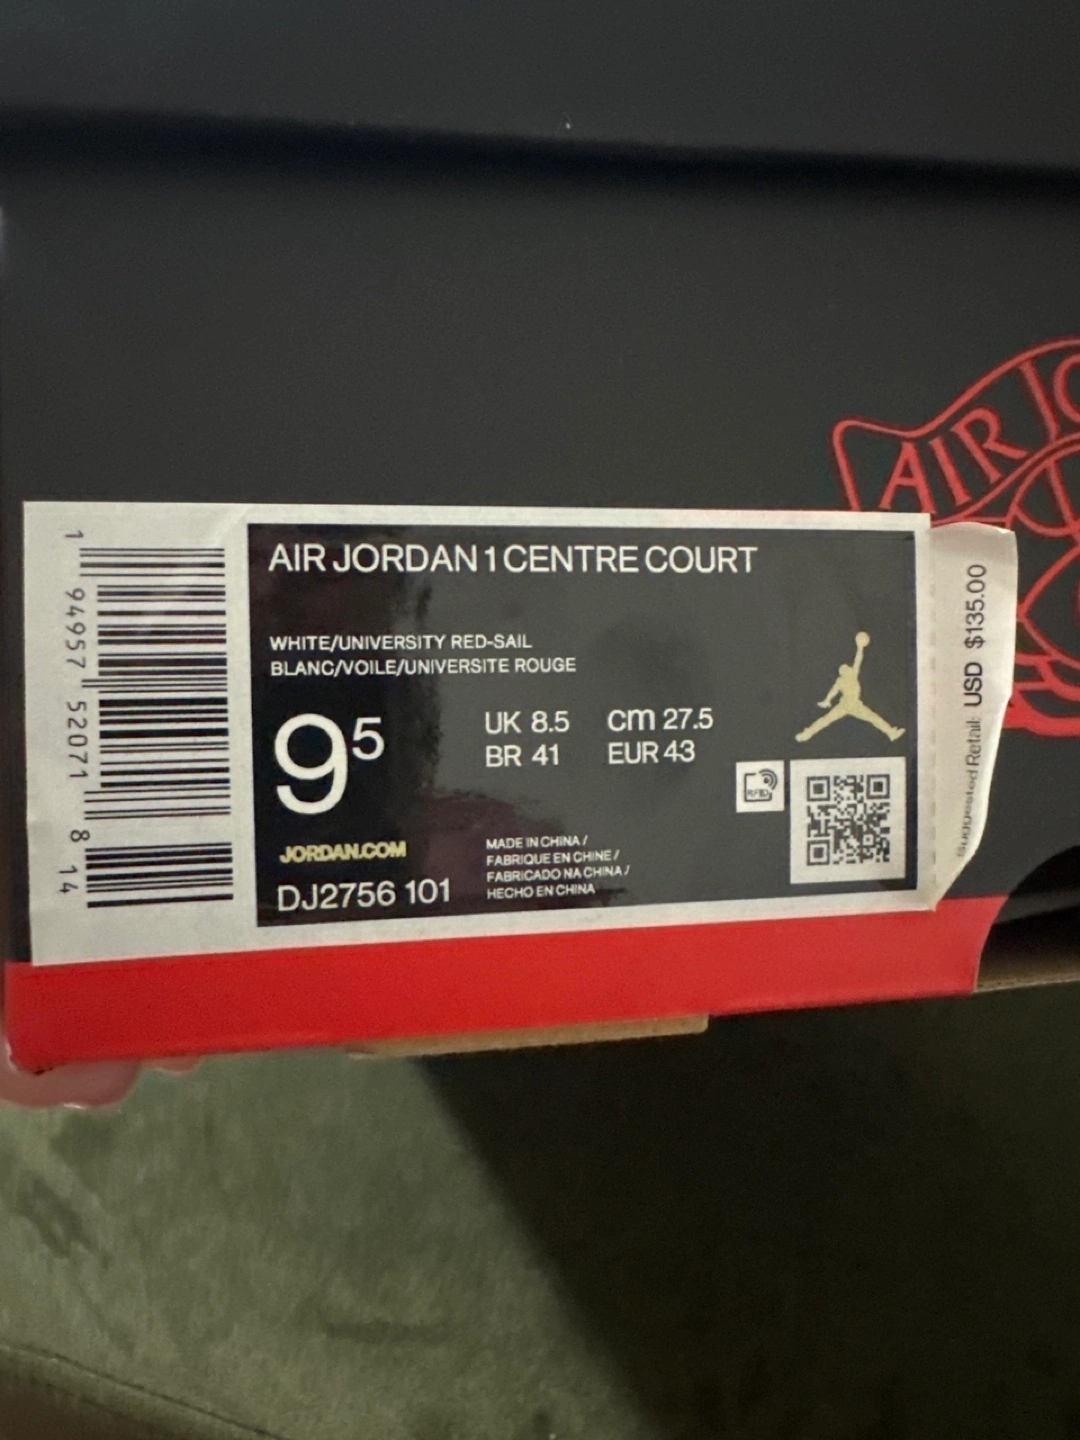 AIR JO
AIR JORDAN 1 CENTRE COURT
WHITE/UNIVERSITY RED-SAIL
BLANC/VOILE/UNIVERSITE ROUGE
9⁵
UK 8.5 cm 27.5
BR 41 EUR 43
RFID
JORDAN.COM
DJ2756 101
MADE IN CHINA /
FABRIQUE EN CHINE /
FABRICADO NA CHINA /
HECHO EN CHINA
1 94957 52071 8 14
Suggested Retail: USD $135.00